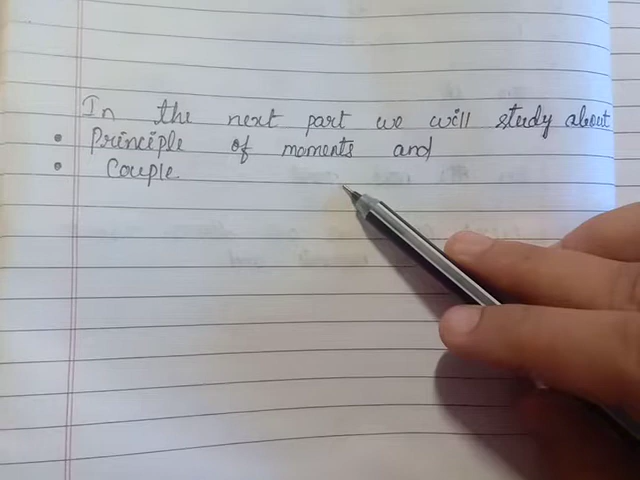 In the next part we will study about
• Principle of moments and
• Couple